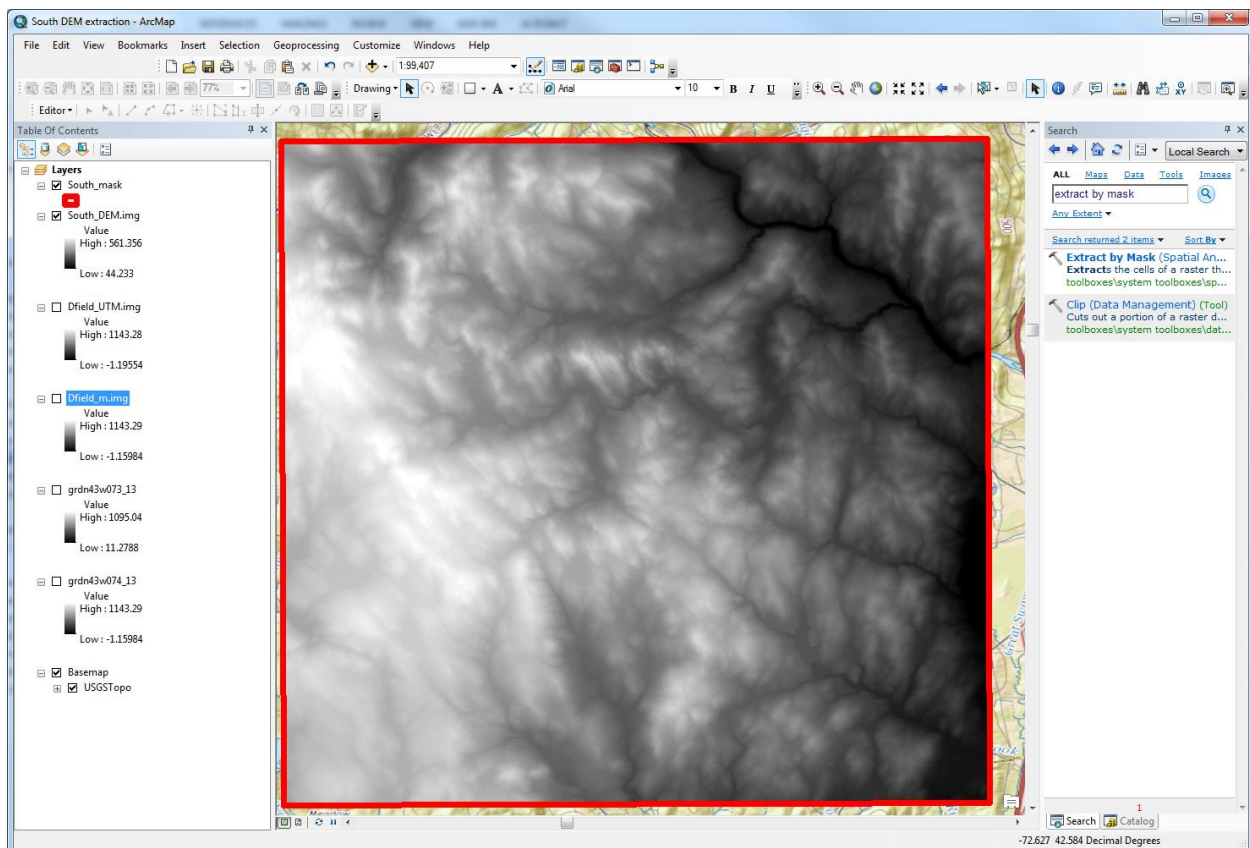 South DEM extraction - ArcMap
File Edit View Bookmarks Insert Selection Geoprocessing Customize Windows Help
1:99,407
77% Drawing A Arial 10 B I U A
Editor
Table Of Contents
Layers
South_mask
South_DEM.img
Value
High : 561.356
Low : 44.233
Dfield_UTM.img
Value
High : 1143.28
Low : -1.19554
Dfield_m.img
Value
High : 1143.29
Low : -1.15984
grdn43w073_13
Value
High : 1095.04
Low : 11.2788
grdn43w074_13
Value
High : 1143.29
Low : -1.15984
Basemap
USGSTopo
500
Search
Local Search
ALL Maps Data Tools Images
extract by mask
Any Extent
Search returned 2 items Sort By
Extract by Mask (Spatial An...
Extracts the cells of a raster th...
toolboxes\system toolboxes\sp...
Clip (Data Management) (Tool)
Cuts out a portion of a raster d...
toolboxes\system toolboxes\dat...
1
Search Catalog
-72.627 42.584 Decimal Degrees